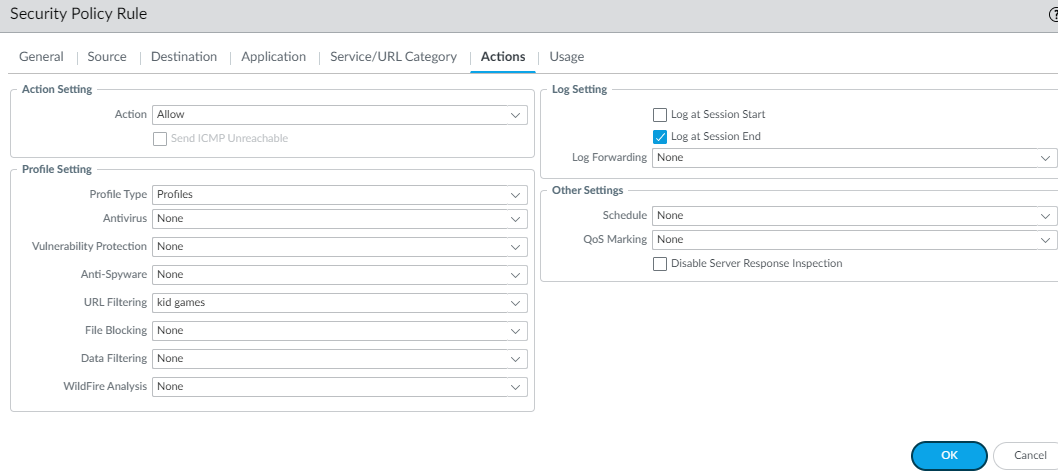 Security Policy Rule
General
Source
Destination
Application
Service/URL Category
Actions
Usage
Action Setting
Action Allow
Send ICMP Unreachable
Profile Setting
Profile Type Profiles
Antivirus None
Vulnerability Protection None
Anti-Spyware None
URL Filtering kid games
File Blocking None
Data Filtering None
WildFire Analysis None
Log Setting
Log at Session Start
Log at Session End
Log Forwarding None
Other Settings
Schedule None
QoS Marking None
Disable Server Response Inspection
OK
Cancel